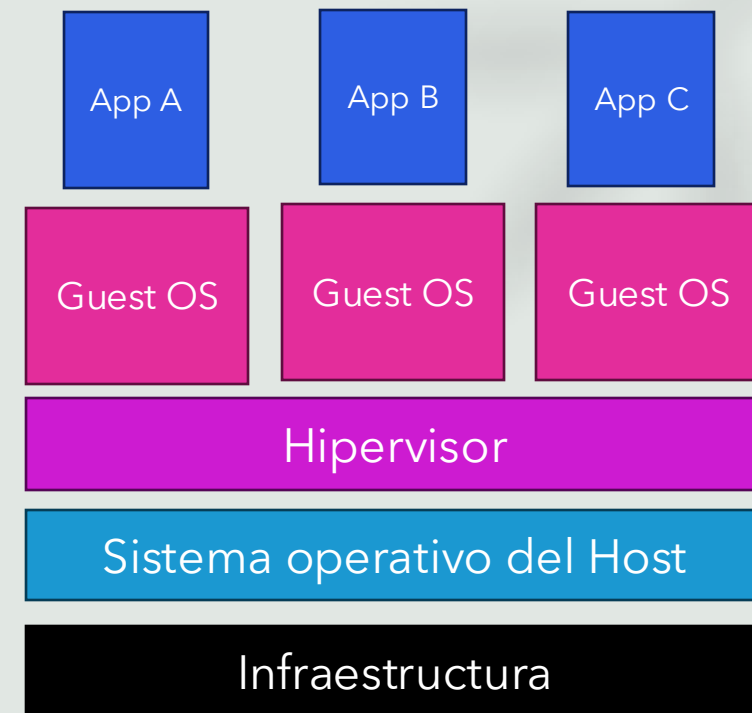 App A
App B
App C
Guest OS
Guest OS
Guest OS
Hipervisor
Sistema operativo del Host
Infraestructura